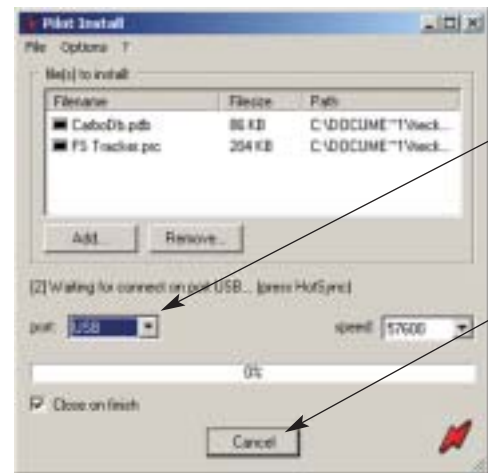 Pilot Install
File Options ?
file(s) to install:
Filename Filesize Path
CarboDb.pdb 86 KB
FS Tracker.prc 204 KB
Add... Remove...
[2] Waiting for connect on port USB... (press HotSync)
port: USB speed: 57600
0%
Close on finish
Cancel